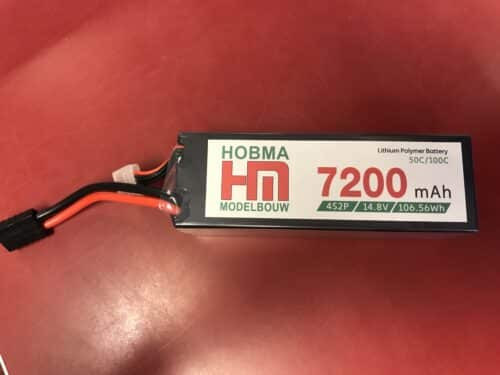 HOBMA
HM
MODELBOUW
Lithium Polymer Battery
50C/100C
7200 mAh
4S2P / 14.8V / 106.56Wh